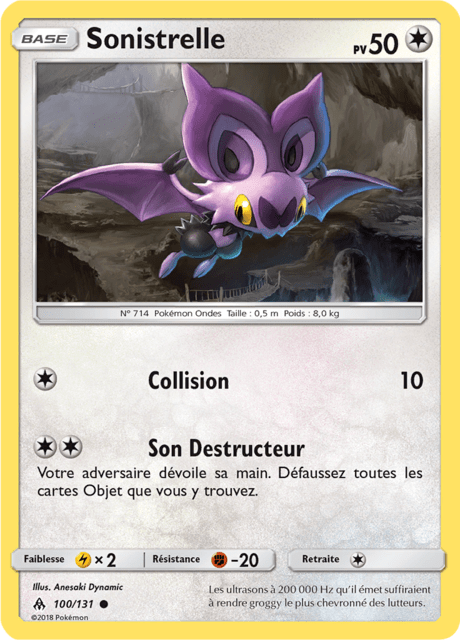 BASE Sonistrelle PV 50
N° 714 Pokémon Ondes Taille : 0,5 m Poids : 8,0 kg
Collision 10
Son Destructeur
Votre adversaire dévoile sa main. Défaussez toutes les
cartes Objet que vous y trouvez.
Faiblesse ×2 Résistance -20 Retraite
Illus. Anesaki Dynamic
100/131
©2018 Pokémon
Les ultrasons à 200 000 Hz qu'il émet suffiraient
à rendre groggy le plus chevronné des lutteurs.